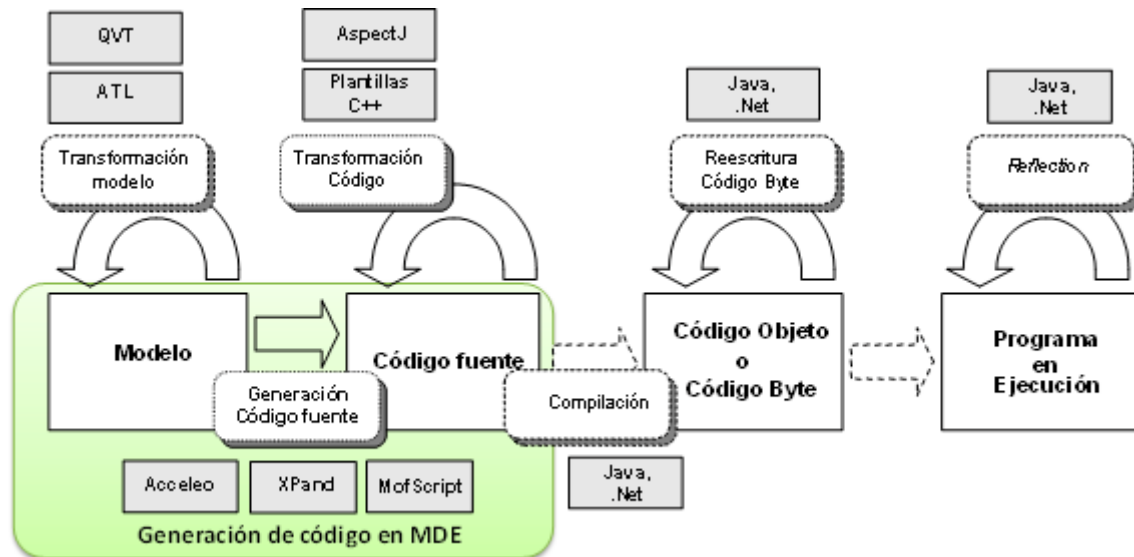 QVT
ATL
Transformación
modelo
AspectJ
Plantillas
C++
Transformación
Código
Java,
.Net
Reescritura
Código Byte
Java,
.Net
Reflection
Modelo
Código fuente
Código Objeto
o
Código Byte
Programa
en
Ejecución
Generación
Código fuente
Compilación
Acceleo
XPand
MofScript
Java,
.Net
Generación de código en MDE